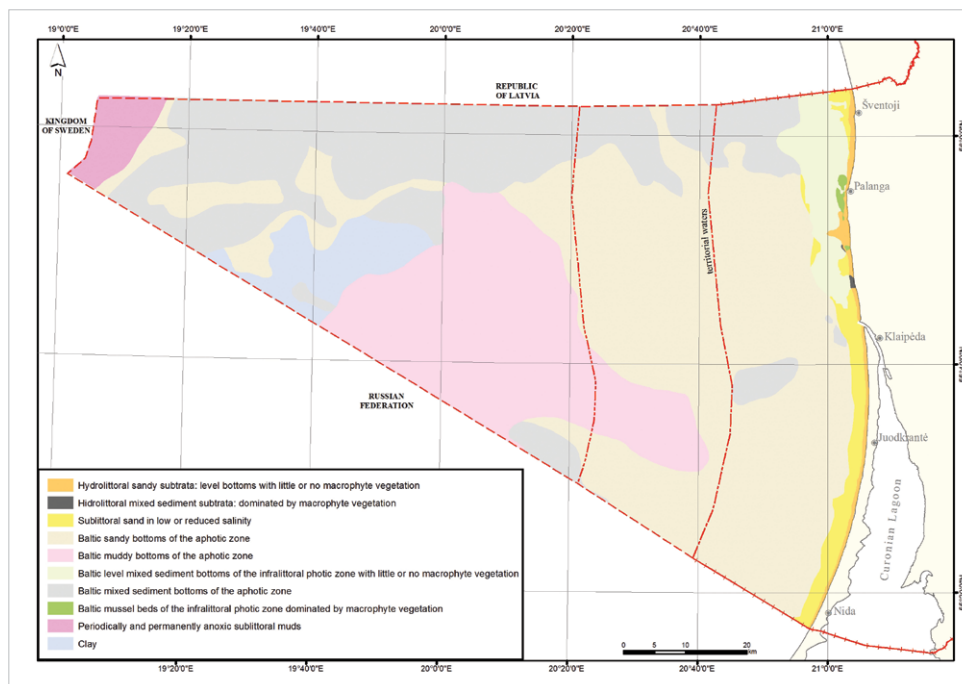 19°0'0"E 19°20'0"E 19°40'0"E 20°0'0"E 20°20'0"E 20°40'0"E 21°0'0"E
N
REPUBLIC
OF LATVIA
KINGDOM
OF SWEDEN
Šventoji
Palanga
territorial waters
Klaipėda
RUSSIAN
FEDERATION
Juodkrantė
Curonian Lagoon
Nida
Hydrolittoral sandy subtrata: level bottoms with little or no macrophyte vegetation
Hidrolittoral mixed sediment subtrata: dominated by macrophyte vegetation
Sublittoral sand in low or reduced salinity
Baltic sandy bottoms of the aphotic zone
Baltic muddy bottoms of the aphotic zone
Baltic level mixed sediment bottoms of the infralittoral photic zone with little or no macrophyte vegetation
Baltic mixed sediment bottoms of the aphotic zone
Baltic mussel beds of the infralittoral photic zone dominated by macrophyte vegetation
Periodically and permanently anoxic sublittoral muds
Clay
0 5 10 20
km
19°20'0"E 19°40'0"E 20°0'0"E 20°20'0"E 20°40'0"E 21°0'0"E